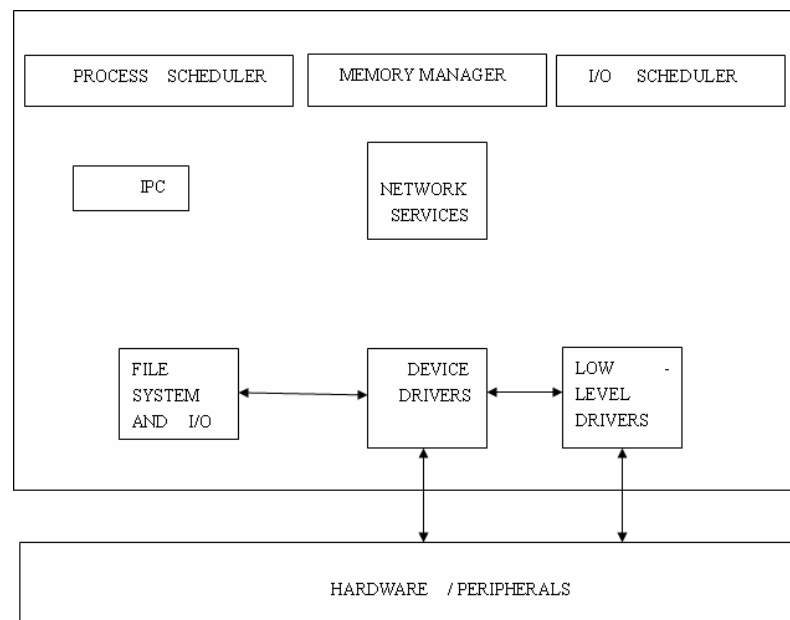 PROCESS SCHEDULER
MEMORY MANAGER
I/O SCHEDULER
IPC
NETWORK
SERVICES
FILE
SYSTEM
AND I/O
DEVICE
DRIVERS
LOW -
LEVEL
DRIVERS
HARDWARE / PERIPHERALS